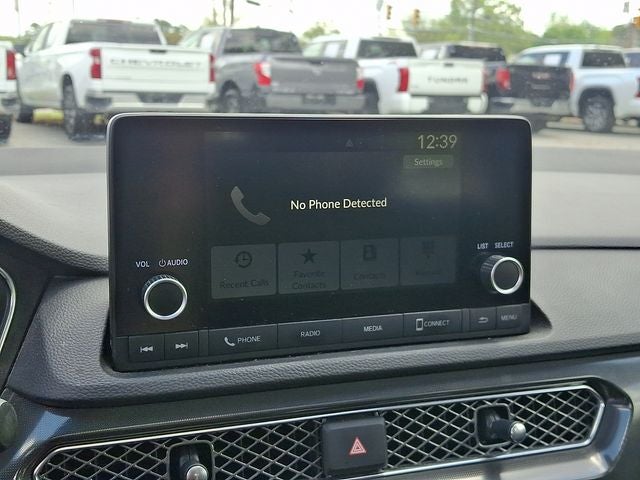 CHEVROLET
TUNDRA
12:39
Settings
No Phone Detected
LIST SELECT
VOL AUDIO
Recent Calls
Favorite
Contacts
Contacts
PHONE
RADIO
MEDIA
CONNECT
MENU